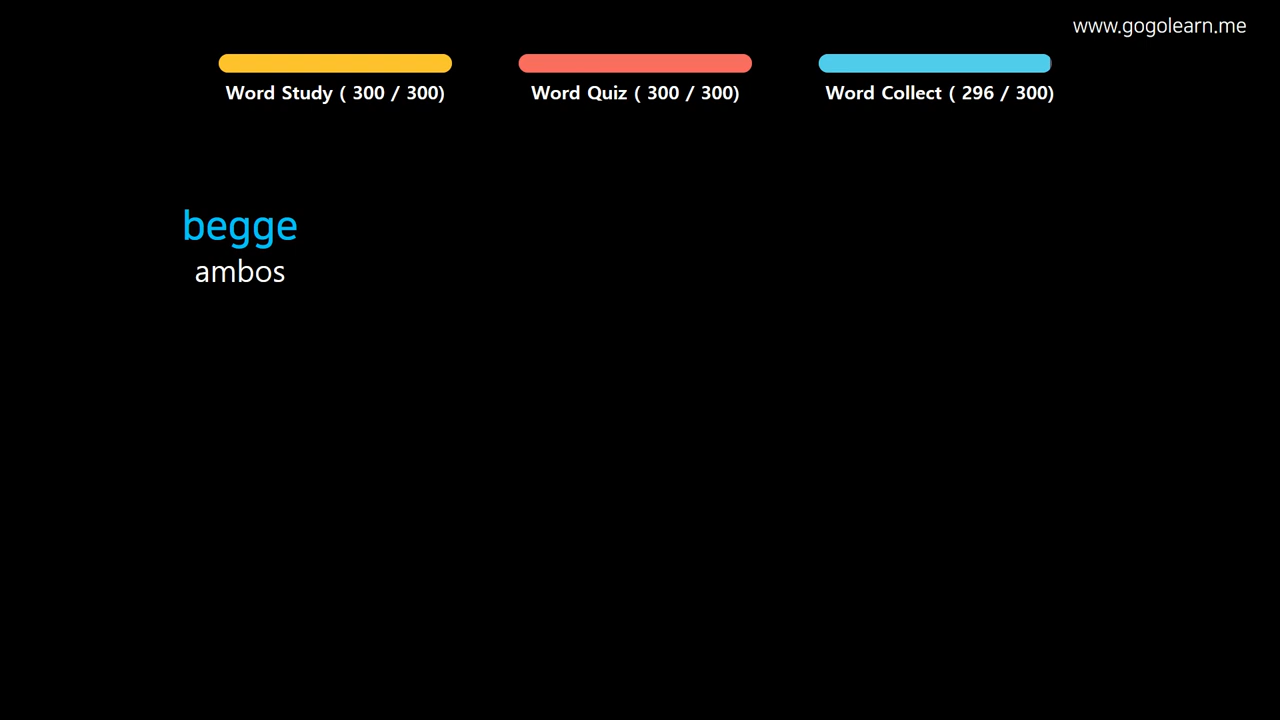 www.gogolearn.me
Word Study ( 300 / 300)
Word Quiz ( 300 / 300)
Word Collect ( 296 / 300)
begge
ambos